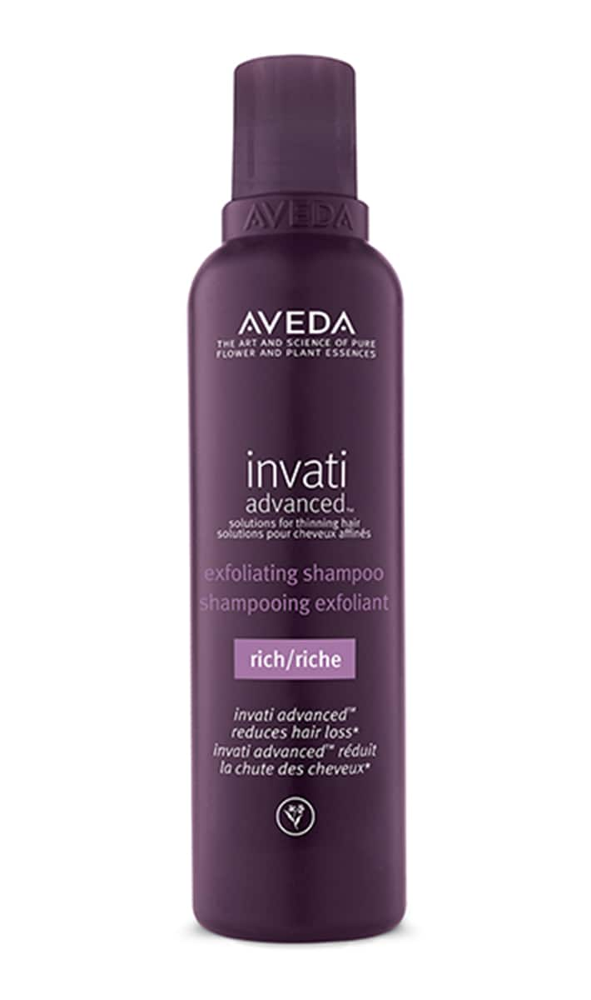 AVEDA
AVEDA
THE ART AND SCIENCE OF PURE
FLOWER AND PLANT ESSENCES
invati
advanced™
solutions for thinning hair
solutions pour cheveux affinés
exfoliating shampoo
shampooing exfoliant
rich/riche
invati advanced™
reduces hair loss*
invati advanced™ réduit
la chute des cheveux*